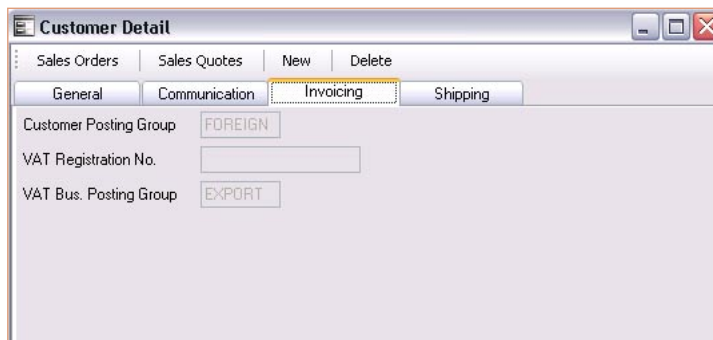 Customer Detail
Sales Orders Sales Quotes New Delete
General Communication Invoicing Shipping
Customer Posting Group FOREIGN
VAT Registration No.
VAT Bus. Posting Group EXPORT